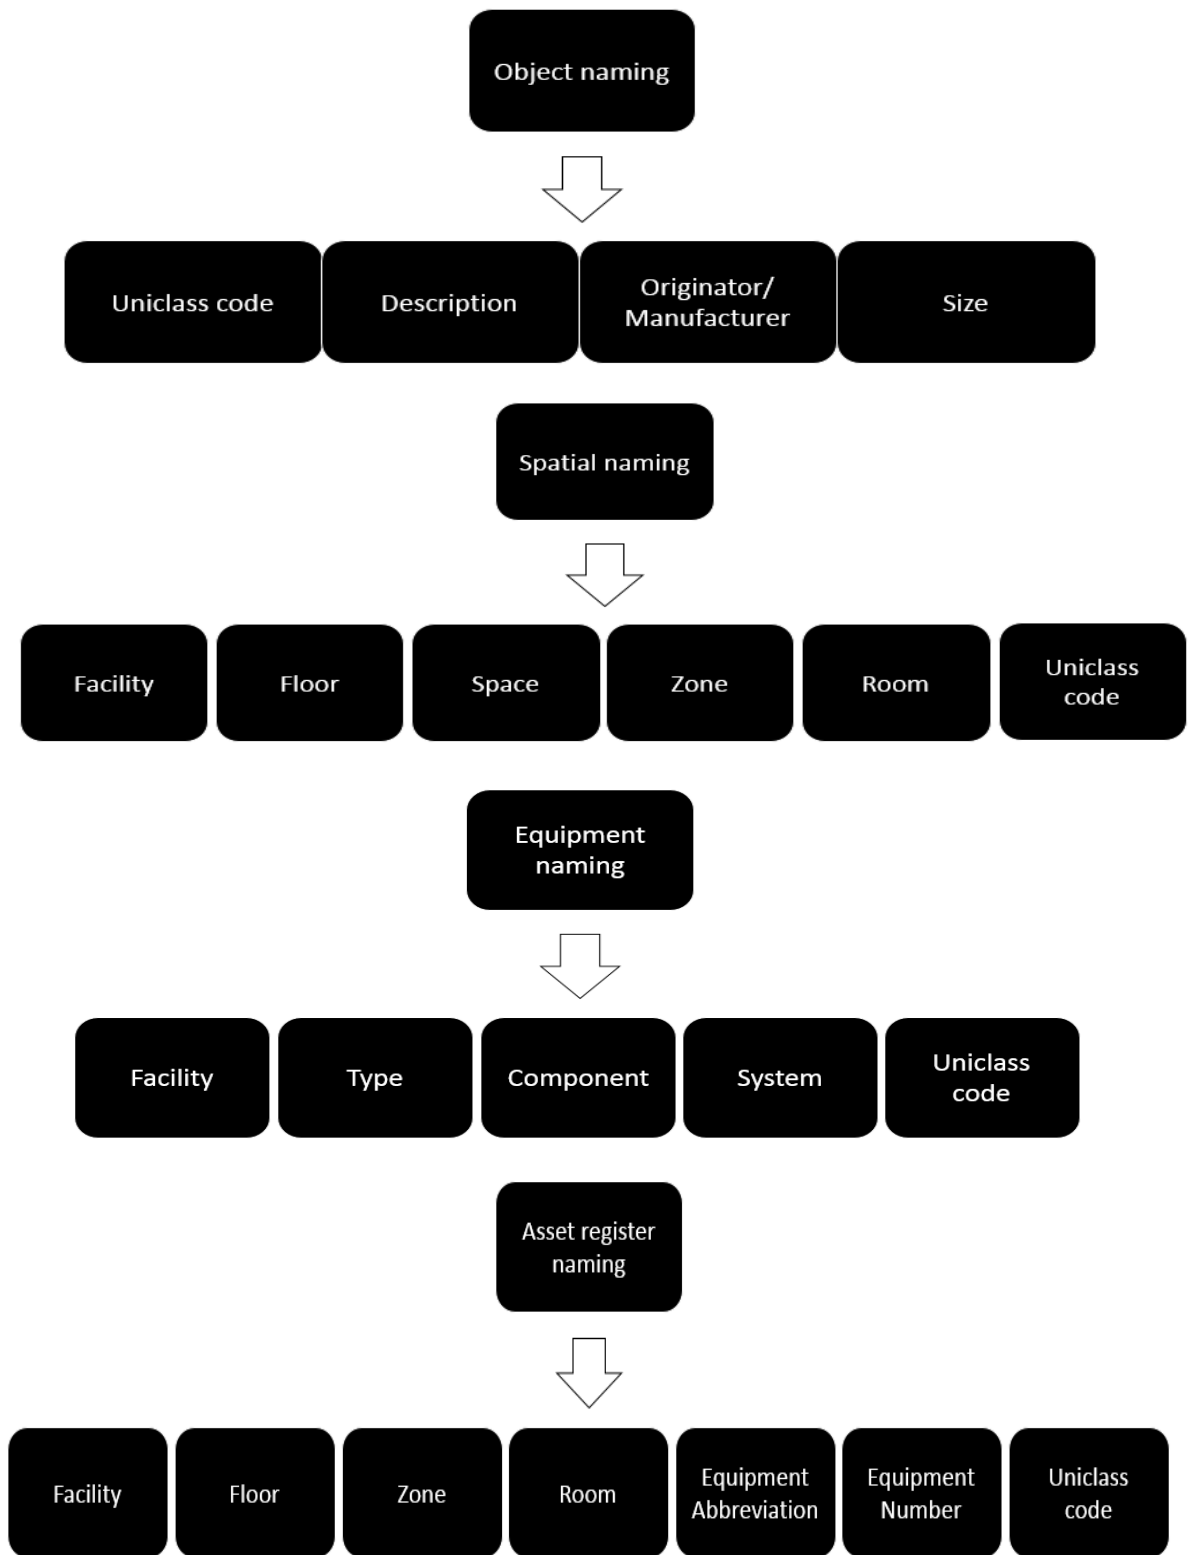 Object naming
Uniclass code
Description
Originator/
Manufacturer
Size
Spatial naming
Facility
Floor
Space
Zone
Room
Uniclass
code
Equipment
naming
Facility
Type
Component
System
Uniclass
code
Asset register
naming
Facility
Floor
Zone
Room
Equipment
Abbreviation
Equipment
Number
Uniclass
code